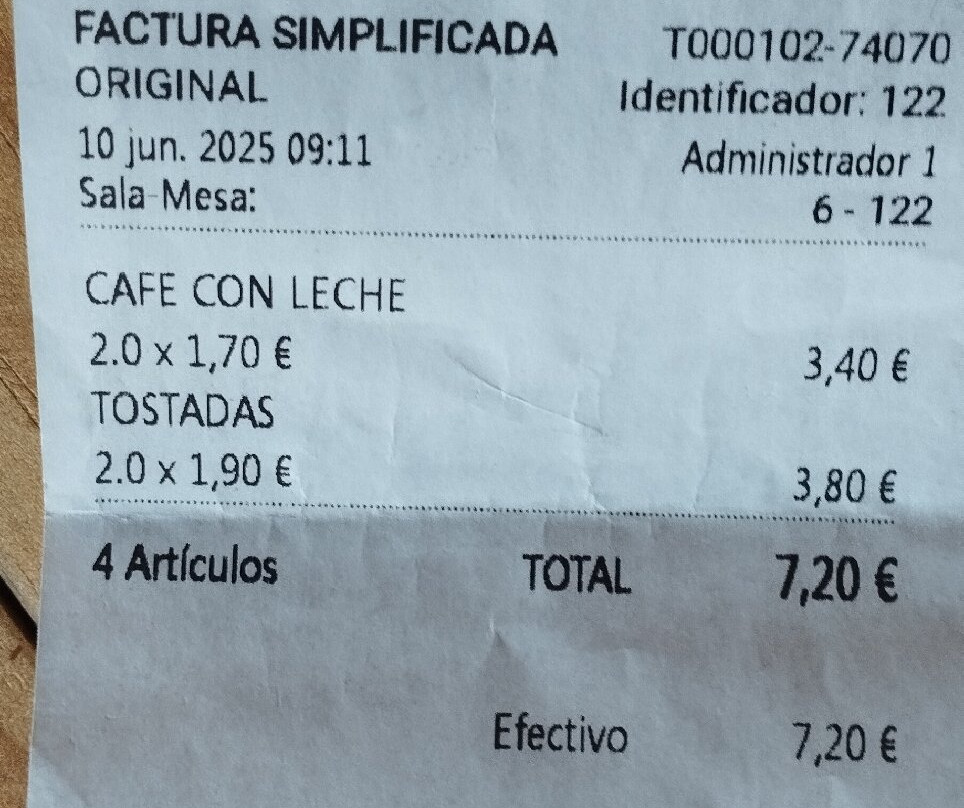 FACTURA SIMPLIFICADA T000102-74070
ORIGINAL Identificador: 122
10 jun. 2025 09:11 Administrador 1
Sala-Mesa: 6 - 122
CAFE CON LECHE
2.0 x 1,70 € 3,40 €
TOSTADAS
2.0 x 1,90 € 3,80 €
4 Artículos TOTAL 7,20 €
Efectivo 7,20 €